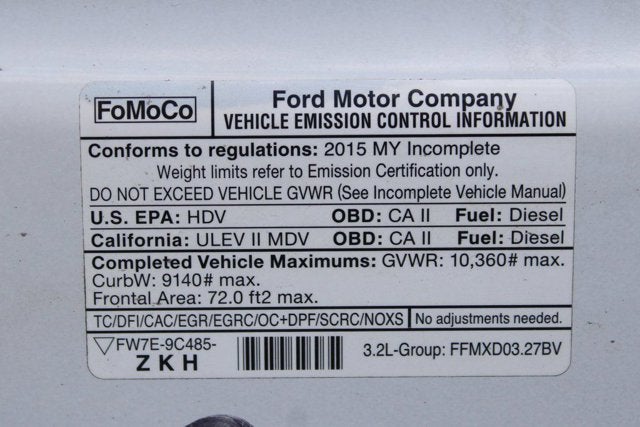 FoMoCo
Ford Motor Company
VEHICLE EMISSION CONTROL INFORMATION
Conforms to regulations: 2015 MY Incomplete
Weight limits refer to Emission Certification only.
DO NOT EXCEED VEHICLE GVWR (See Incomplete Vehicle Manual)
U.S. EPA: HDV OBD: CA II Fuel: Diesel
California: ULEV II MDV OBD: CA II Fuel: Diesel
Completed Vehicle Maximums: GVWR: 10,360# max.
CurbW: 9140# max.
Frontal Area: 72.0 ft2 max.
TC/DFI/CAC/EGR/EGRC/OC+DPF/SCRC/NOXS No adjustments needed.
▽FW7E-9C485-
Z K H
3.2L-Group: FFMXD03.27BV